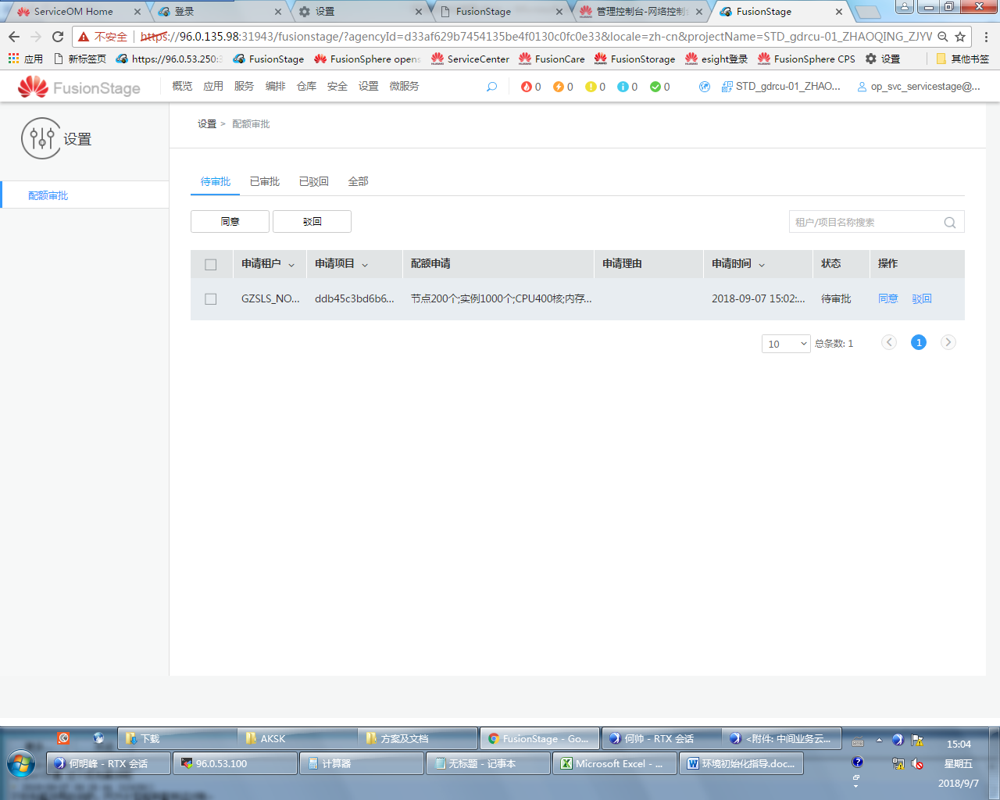 ServiceOM Home
登录
设置
FusionStage
管理控制台-网络控制
FusionStage
不安全 https://96.0.135.98:31943/fusionstage/?agencyId=d33af629b7454135be4f0130c0fc0e33&locale=zh-cn&projectName=STD_gdrcu-01_ZHAOQING_ZJYV
应用 新标签页 https://96.0.53.250:3 FusionStage FusionSphere opens ServiceCenter FusionCare FusionStorage esight登录 FusionSphere CPS 设置 其他书签
HUAWEI FusionStage 概览 应用 服务 编排 仓库 安全 设置 微服务 0 0 0 0 0 STD_gdrcu-01_ZHAO... op_svc_servicestage@...
设置
配额审批
设置 > 配额审批
待审批 已审批 已驳回 全部
同意 驳回 租户/项目名称搜索
申请租户 申请项目 配额申请 申请理由 申请时间 状态 操作
GZSLS_NO... ddb45c3bd6b6... 节点200个;实例1000个;CPU400核;内存... 2018-09-07 15:02:... 待审批 同意 驳回
10 总条数: 1 1
下载 AKSK 方案及文档 FusionStage - Go... 何帅 - RTX 会话 <附件: 中间业务云...
何明峰 - RTX 会话 96.0.53.100 计算器 无标题 - 记事本 Microsoft Excel - ... 环境初始化指导.doc...
15:04
星期五
2018/9/7